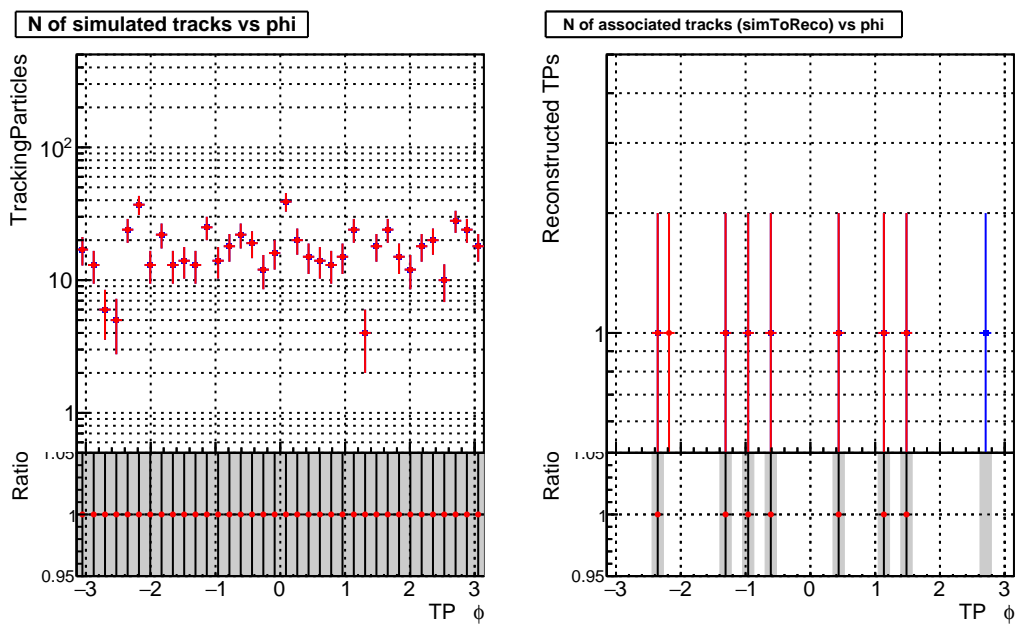 N of simulated tracks vs phi
TrackingParticles
10²
10
1
Ratio
1.05
1
0.95
−3 −2 −1 0 1 2 3
TP ϕ
N of associated tracks (simToReco) vs phi
Reconstructed TPs
1
Ratio
1.05
1
0.95
−3 −2 −1 0 1 2 3
TP ϕ